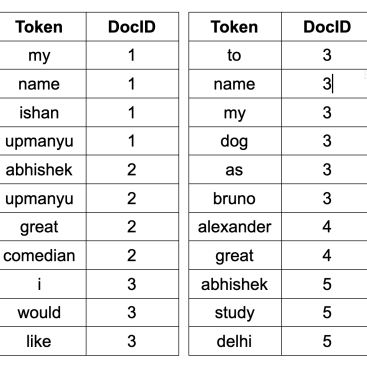 Token DocID
my 1
name 1
ishan 1
upmanyu 1
abhishek 2
upmanyu 2
great 2
comedian 2
i 3
would 3
like 3
Token DocID
to 3
name 3
my 3
dog 3
as 3
bruno 3
alexander 4
great 4
abhishek 5
study 5
delhi 5